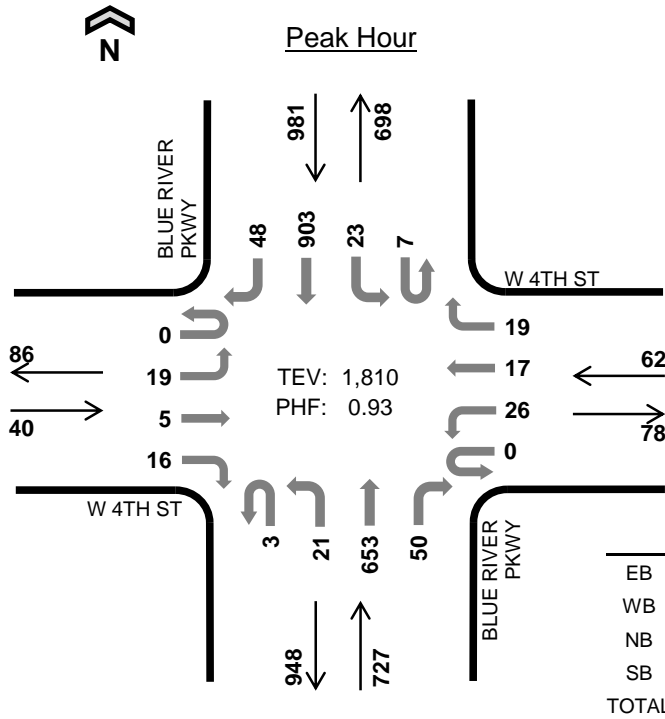 N
Peak Hour
981
698
BLUE RIVER
PKWY
48
903
23
7
W 4TH ST
0
19
86
19
TEV: 1,810
17
62
PHF: 0.93
5
26
40
78
16
0
W 4TH ST
3
21
653
50
BLUE RIVER
PKWY
948
727
EB
WB
NB
SB
TOTAL